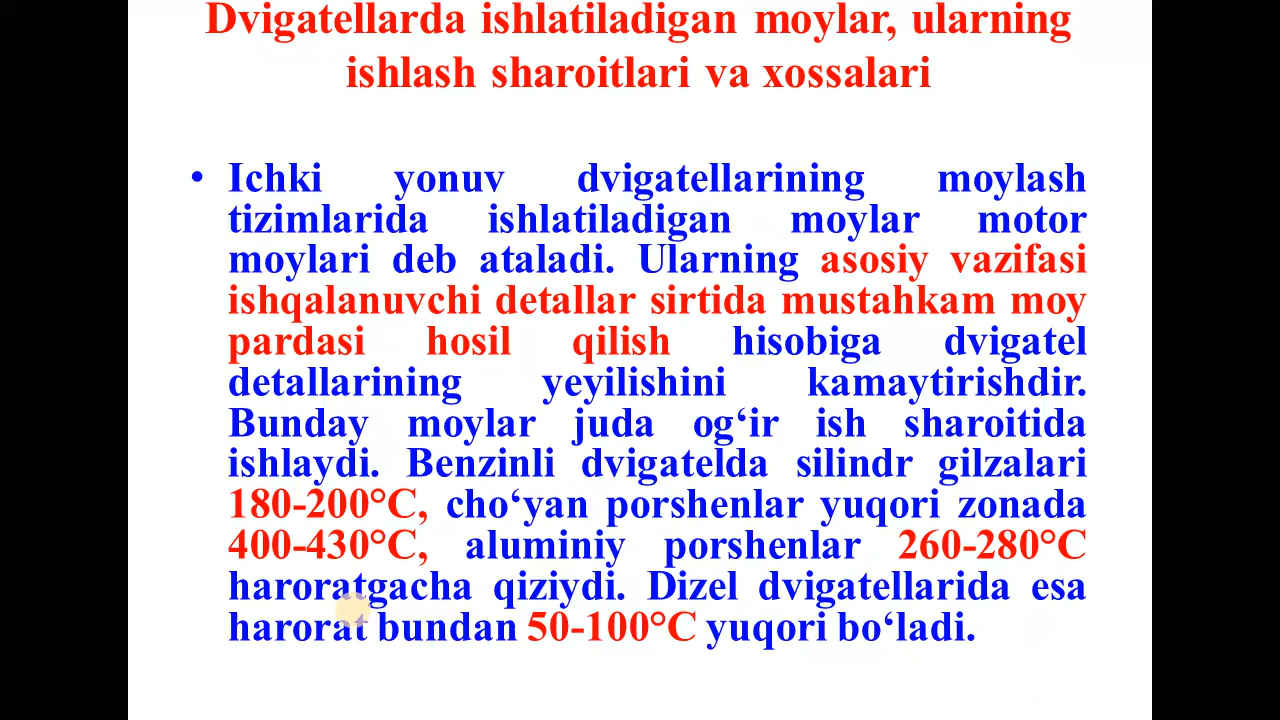 Dvigatellarda ishlatiladigan moylar, ularning
ishlash sharoitlari va xossalari
• Ichki yonuv dvigatellarining moylash
tizimlarida ishlatiladigan moylar motor
moylari deb ataladi. Ularning asosiy vazifasi
ishqalanuvchi detallar sirtida mustahkam moy
pardasi hosil qilish hisobiga dvigatel
detallarining yeyilishini kamaytirishdir.
Bunday moylar juda og‘ir ish sharoitida
ishlaydi. Benzinli dvigatelda silindr gilzalari
180-200°C, cho‘yan porshenlar yuqori zonada
400-430°C, aluminiy porshenlar 260-280°C
haroratgacha qiziydi. Dizel dvigatellarida esa
harorat bundan 50-100°C yuqori bo‘ladi.